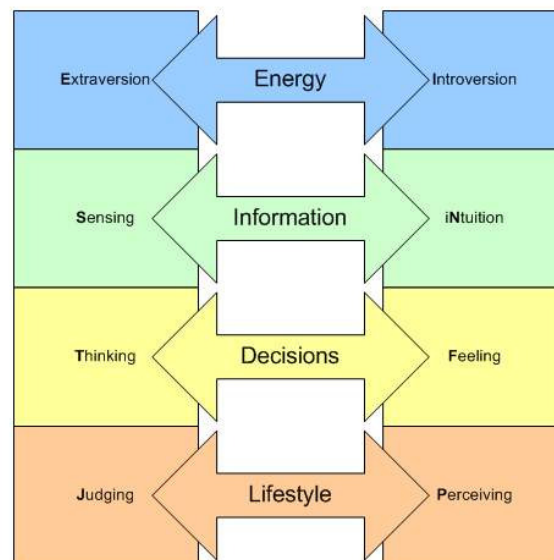 Extraversion Energy Introversion
Sensing Information iNtuition
Thinking Decisions Feeling
Judging Lifestyle Perceiving